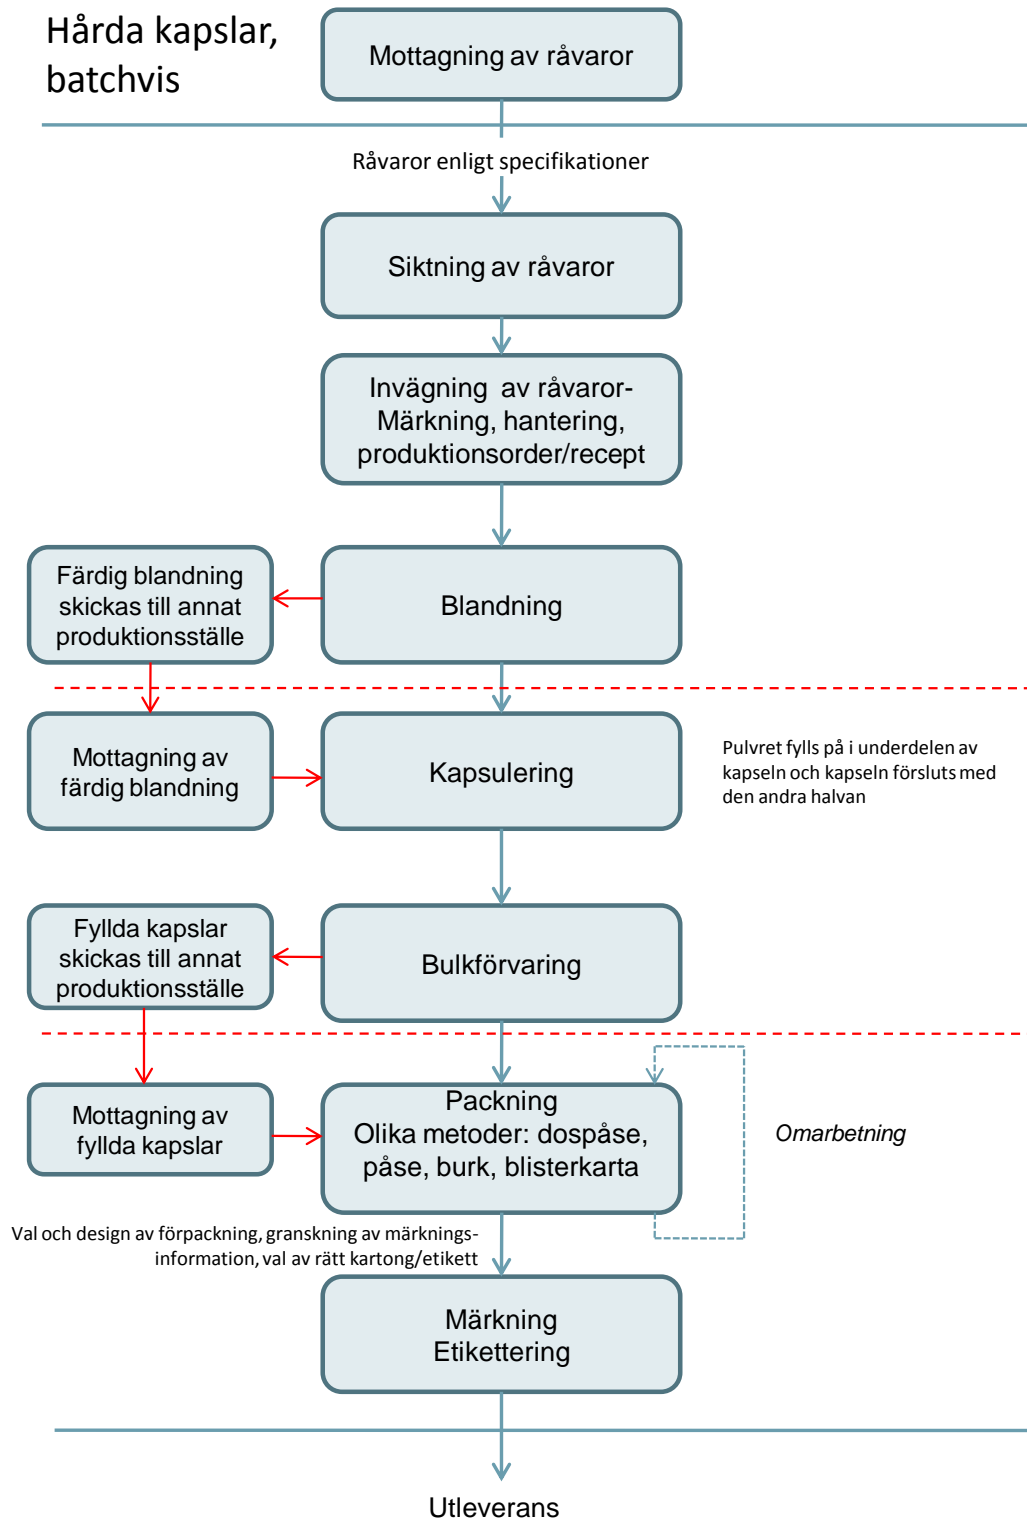 Hårda kapslar,
batchvis
Mottagning av råvaror
Råvaror enligt specifikationer
Siktning av råvaror
Invägning av råvaror-
Märkning, hantering,
produktionsorder/recept
Färdig blandning
skickas till annat
produktionsställe
Blandning
Mottagning av
färdig blandning
Kapsulering
Pulvret fylls på i underdelen av
kapseln och kapseln försluts med
den andra halvan
Fyllda kapslar
skickas till annat
produktionsställe
Bulkförvaring
Mottagning av
fyllda kapslar
Packning
Olika metoder: dospåse,
påse, burk, blisterkarta
Omarbetning
Val och design av förpackning, granskning av märknings-
information, val av rätt kartong/etikett
Märkning
Etikettering
Utleverans